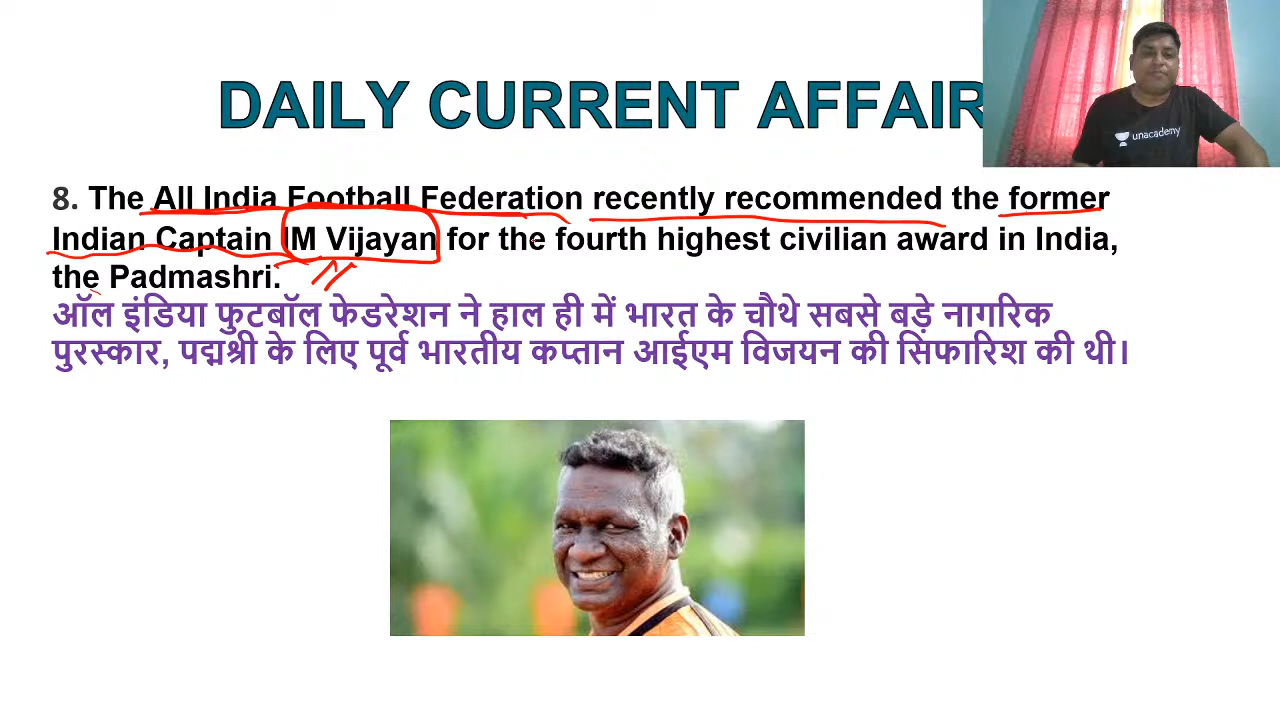 DAILY CURRENT AFFAIR
unacademy
8. The All India Football Federation recently recommended the former
Indian Captain IM Vijayan for the fourth highest civilian award in India,
the Padmashri.
ऑल इंडिया फुटबॉल फेडरेशन ने हाल ही में भारत के चौथे सबसे बड़े नागरिक
पुरस्कार, पद्मश्री के लिए पूर्व भारतीय कप्तान आईएम विजयन की सिफारिश की थी।